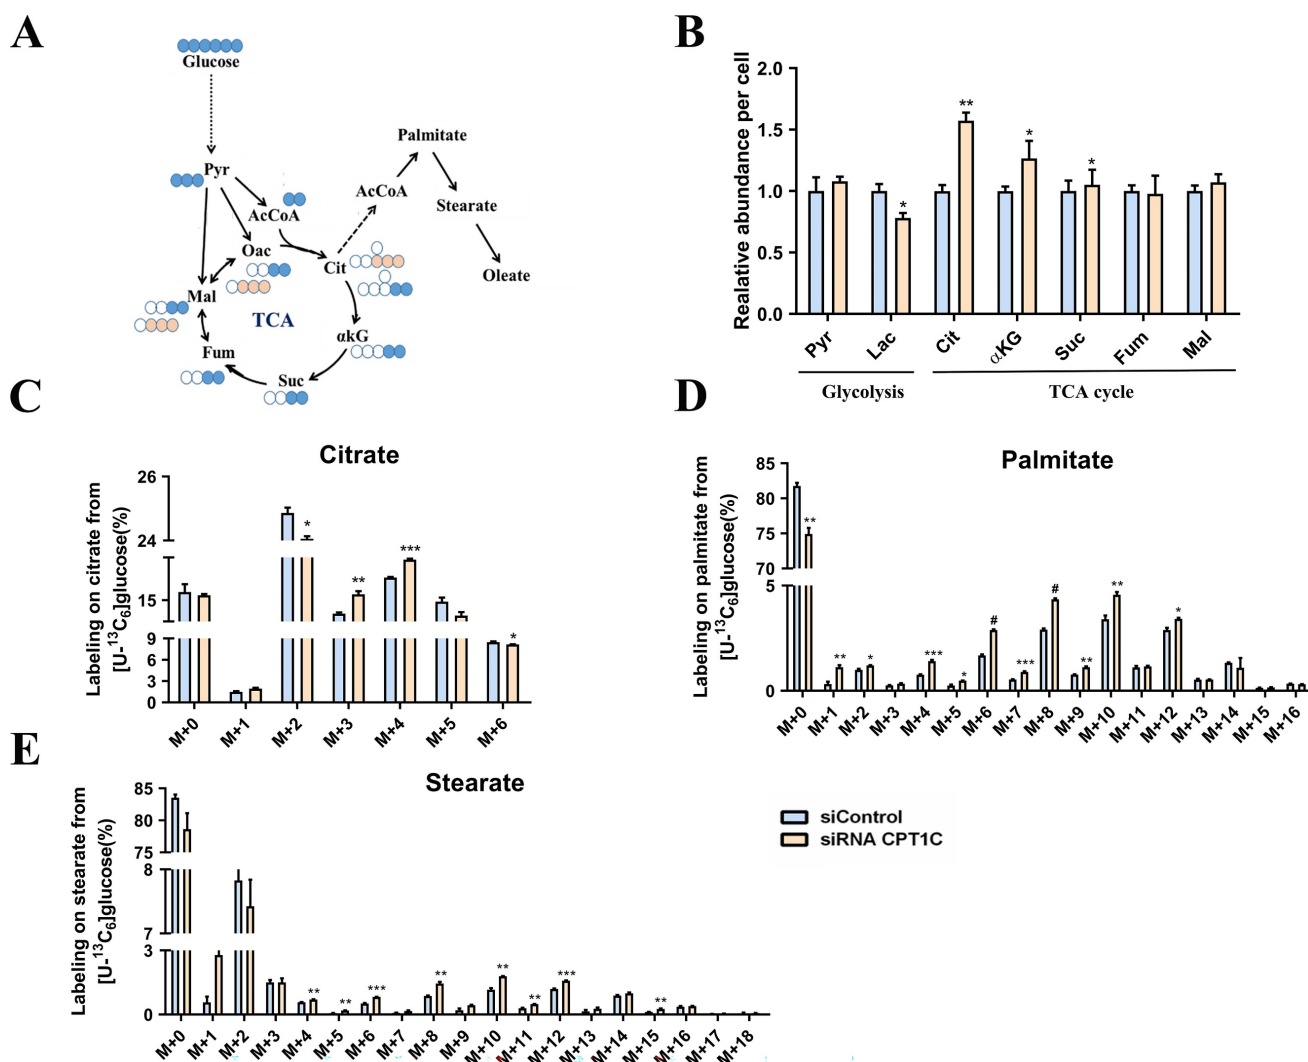 A
Glucose
Pyr
AcCoA
Oac
Cit
Mal
TCA
αkG
Fum
Suc
AcCoA
Palmitate
Stearate
Oleate
B
Realative abundance per cell
2.0
1.5
1.0
0.5
0.0
**
*
*
*
Pyr
Lac
Cit
αKG
Suc
Fum
Mal
Glycolysis
TCA cycle
C
Citrate
Labeling on citrate from
[U-13C6]glucose(%)
26
24
15
9
6
3
0
*
**
***
*
M+0
M+1
M+2
M+3
M+4
M+5
M+6
D
Palmitate
Labeling on palmitate from
[U-13C6]glucose(%)
85
80
75
70
5
0
**
**
*
***
*
#
***
#
**
**
*
M+0
M+1
M+2
M+3
M+4
M+5
M+6
M+7
M+8
M+9
M+10
M+11
M+12
M+13
M+14
M+15
M+16
E
Stearate
Labeling on stearate from
[U-13C6]glucose(%)
85
80
75
8
7
3
0
**
**
***
**
**
**
***
**
M+0
M+1
M+2
M+3
M+4
M+5
M+6
M+7
M+8
M+9
M+10
M+11
M+12
M+13
M+14
M+15
M+16
M+17
M+18
siControl
siRNA CPT1C